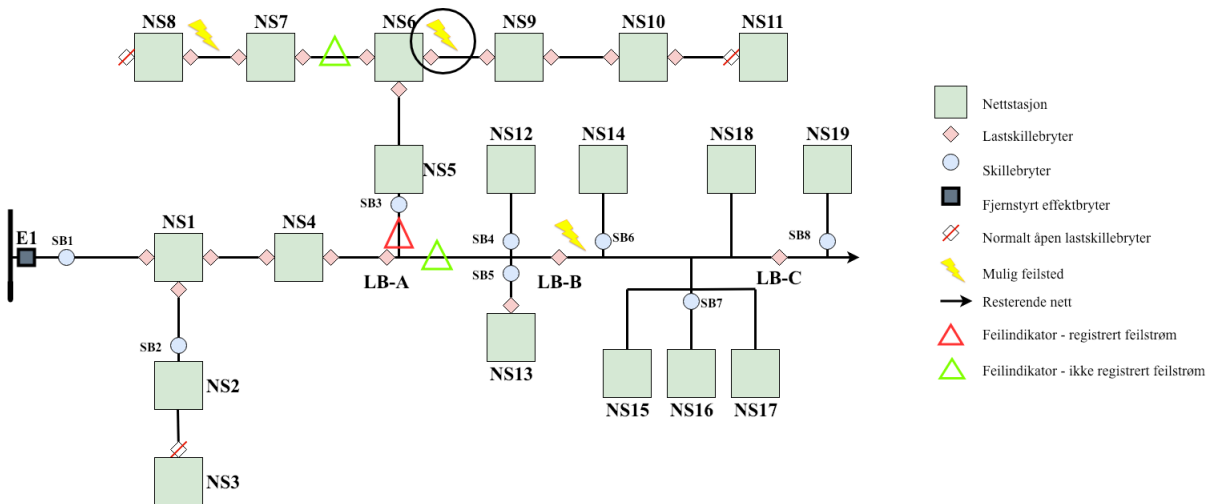 NS8
NS7
NS6
NS9
NS10
NS11
NS12
NS14
NS18
NS19
NS5
SB3
SB4
SB6
SB8
E1
SB1
NS1
NS4
LB-A
SB5
LB-B
LB-C
SB7
SB2
NS2
NS13
NS15
NS16
NS17
NS3
Nettstasjon
Lastskillebryter
Skillebryter
Fjernstyrt effektbryter
Normalt åpen lastskillebryter
Mulig feilsted
Resterende nett
Feilindikator - registrert feilstrøm
Feilindikator - ikke registrert feilstrøm